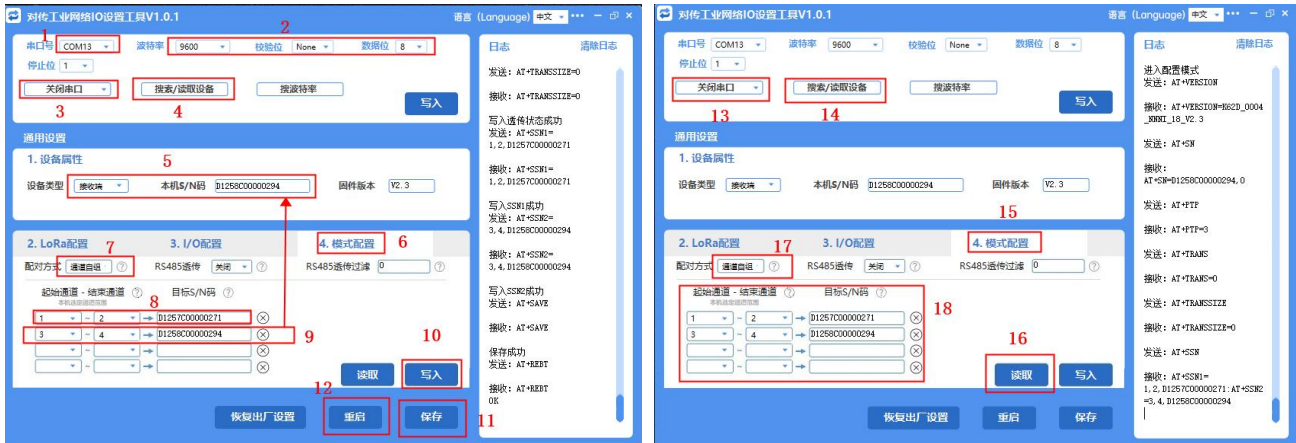 对传工业网络IO设置工具V1.0.1
语言 (Language) 中文
1
2
串口号 COM13 波特率 9600 校验位 None 数据位 8
停止位 1
关闭串口 搜索/读取设备 搜波特率
3
4
写入
通用设置
1. 设备属性
5
设备类型 接收端 本机S/N码 D1258C00000294 固件版本 V2.3
2. LoRa配置
7
3. I/O配置
4. 模式配置
6
配对方式 通道自组 ? RS485透传 关闭 ? RS485透传过滤 0 ?
起始通道 - 结束通道 ? 目标S/N码 ?
本机选定通道范围
8
1 ~ 2 → D1257C00000271
3 ~ 4 → D1258C00000294
9
~ →
~ →
10
读取 写入
12
恢复出厂设置 重启 保存
11
日志 清除日志
发送: AT+TRANSSIZE=0
接收: AT+TRANSSIZE=0
写入透传状态成功
发送: AT+SSN1=
1,2,D1257C00000271
接收: AT+SSN1=
1,2,D1257C00000271
写入SSN1成功
发送: AT+SSN2=
3,4,D1258C00000294
接收: AT+SSN2=
3,4,D1258C00000294
写入SSN2成功
发送: AT+SAVE
接收: AT+SAVE
保存成功
发送: AT+REBT
接收: AT+REBT
OK
对传工业网络IO设置工具V1.0.1
语言 (Language) 中文
串口号 COM13 波特率 9600 校验位 None 数据位 8
停止位 1
关闭串口 搜索/读取设备 搜波特率
13
14
写入
通用设置
1. 设备属性
设备类型 接收端 本机S/N码 D1258C00000294 固件版本 V2.3
15
2. LoRa配置
17
3. I/O配置
4. 模式配置
配对方式 通道自组 ? RS485透传 关闭 ? RS485透传过滤 0 ?
起始通道 - 结束通道 ? 目标S/N码 ?
本机选定通道范围
18
1 ~ 2 → D1257C00000271
3 ~ 4 → D1258C00000294
~ →
~ →
16
读取 写入
恢复出厂设置 重启 保存
日志 清除日志
进入配置模式
发送: AT+VERSION
接收: AT+VERSION=K62D_0004
_NNNI_18_V2.3
发送: AT+SN
接收:
AT+SN=D1258C00000294,0
发送: AT+PTP
接收: AT+PTP=3
发送: AT+TRANS
接收: AT+TRANS=0
发送: AT+TRANSSIZE
接收: AT+TRANSSIZE=0
发送: AT+SSN
接收: AT+SSN1=
1,2,D1257C00000271:AT+SSN2
=3,4,D1258C00000294